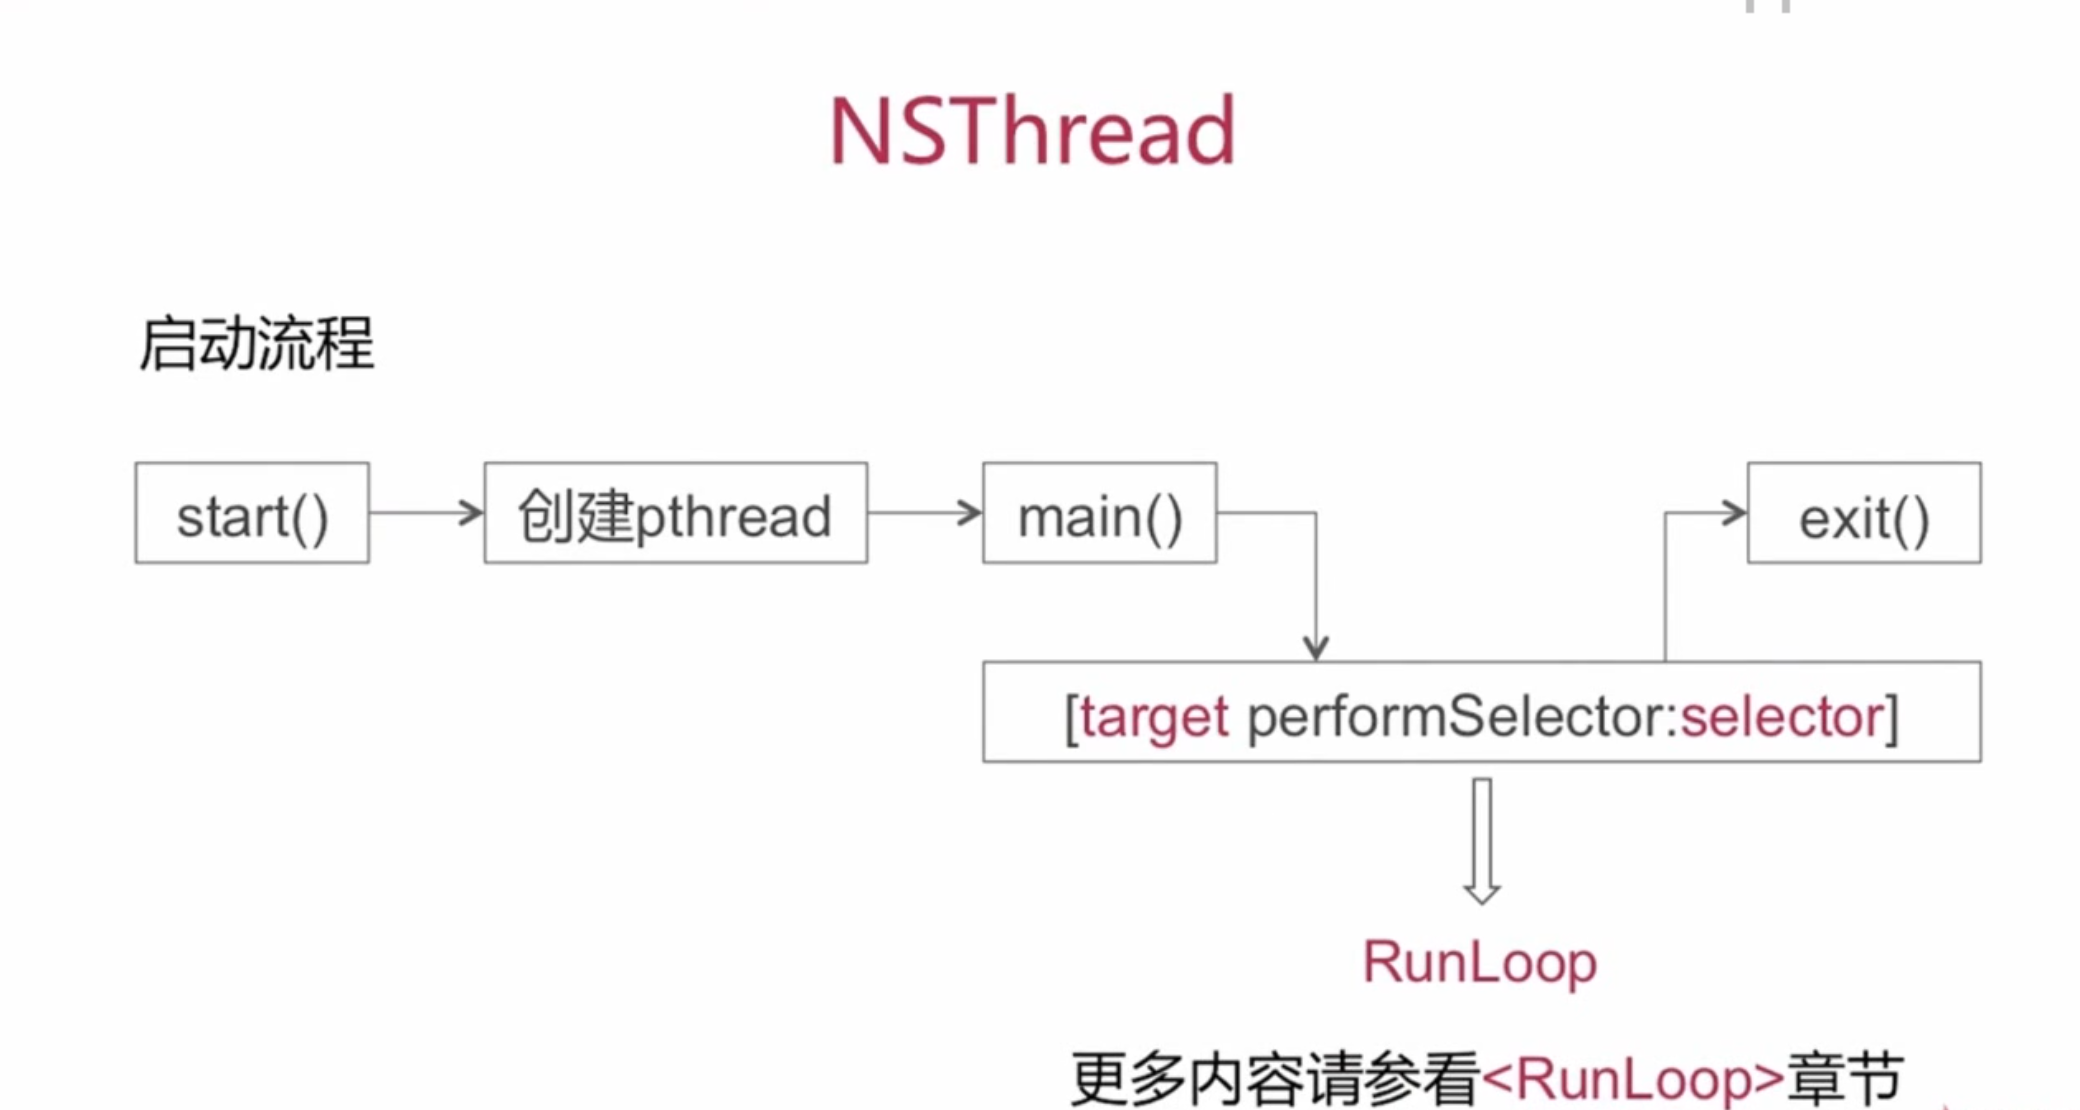 NSThread
启动流程
start()
创建pthread
main()
exit()
[target performSelector:selector]
RunLoop
更多内容请参看<RunLoop>章节